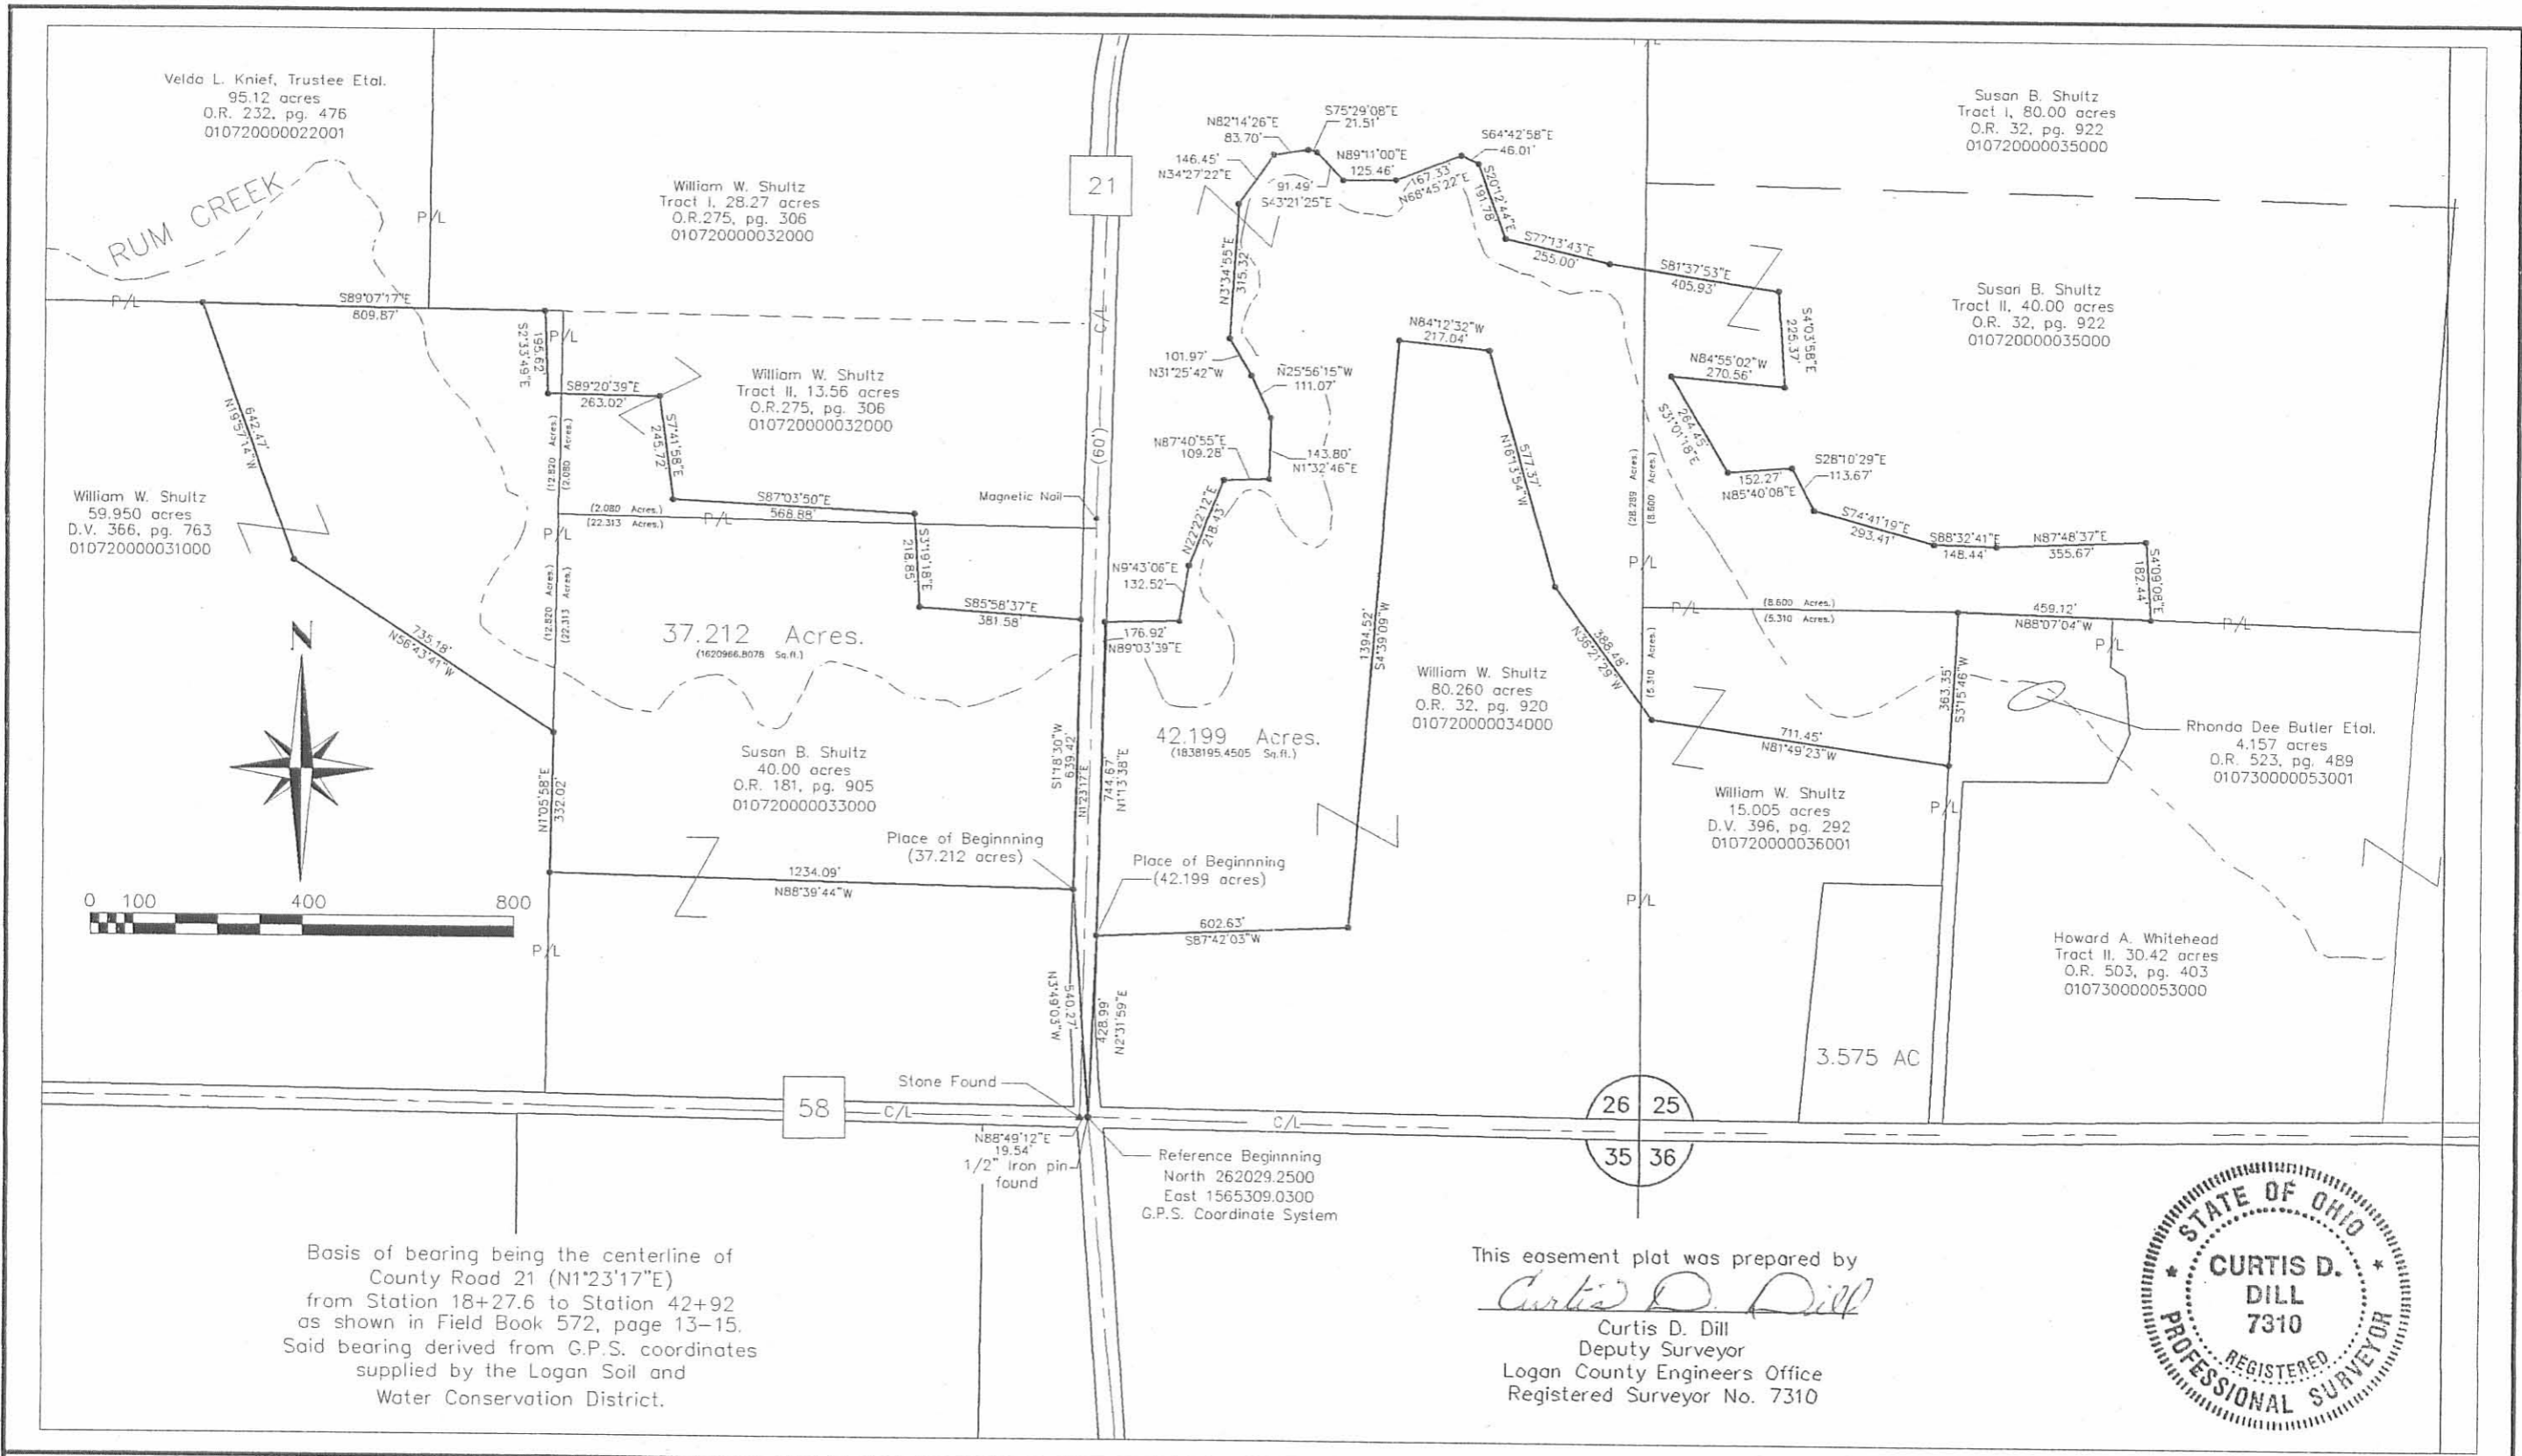 Velda L. Knief, Trustee Etal.
95.12 acres
O.R. 232, pg. 476
010720000022001
RUM CREEK
P/L
William W. Shultz
Tract I, 28.27 acres
O.R.275, pg. 306
010720000032000
21
C/L
(60')
P/L
S89°07'17"E
809.87'
S2°33'49"E
195.62'
P/L
S89°20'39"E
263.02'
William W. Shultz
Tract II, 13.56 acres
O.R.275, pg. 306
010720000032000
S7°41'58"E
245.72'
(12.820 Acres.)
(2.080 Acres.)
N19°57'14"W
642.47'
William W. Shultz
59.950 acres
D.V. 366, pg. 763
010720000031000
(2.080 Acres.)
(22.313 Acres.)
P/L
S87°03'50"E
568.88'
Magnetic Nail
P/L
(12.820 Acres.)
(22.313 Acres.)
S3°19'18"E
218.85'
S85°58'37"E
381.58'
37.212 Acres.
(1620966.8078 Sq.ft.)
735.18'
N56°43'41"W
N
Susan B. Shultz
40.00 acres
O.R. 181, pg. 905
010720000033000
S1°18'30"W
639.42'
N1°23'17"E
744.67'
N1°13'38"E
N1°05'58"E
332.02'
Place of Beginnning
(37.212 acres)
1234.09'
N88°39'44"W
0 100 400 800
P/L
N82°14'26"E
83.70'
S75°29'08"E
21.51'
146.45'
N34°27'22"E
91.49'
S43°21'25"E
N89°11'00"E
125.46'
167.33'
N68°45'22"E
S64°42'58"E
46.01'
S20°12'44"E
191.78'
S77°13'43"E
255.00'
S81°37'53"E
405.93'
N3°34'55"E
315.32'
101.97'
N31°25'42"W
N25°56'15"W
111.07'
N87°40'55"E
109.28'
143.80'
N1°32'46"E
N22°22'12"E
218.43'
N9°43'06"E
132.52'
176.92'
N89°03'39"E
P/L
Susan B. Shultz
Tract I, 80.00 acres
O.R. 32, pg. 922
010720000035000
Susan B. Shultz
Tract II, 40.00 acres
O.R. 32, pg. 922
010720000035000
N84°12'32"W
217.04'
577.37'
N16°13'54"W
1394.52'
S4°39'09"W
S4°03'58"E
225.37'
N84°55'02"W
270.56'
264.45'
S31°01'18"E
152.27'
N85°40'08"E
S28°10'29"E
113.67'
S74°41'19"E
293.41'
S88°32'41"E
148.44'
N87°48'37"E
355.67'
S4°09'08"E
182.44'
(28.289 Acres.)
(8.600 Acres.)
P/L
P/L
(8.600 Acres.)
(5.310 Acres.)
459.12'
N88°07'04"W
P/L
P/L
(5.310 Acres.)
388.48'
N36°21'29"W
363.35'
S3°15'46"W
William W. Shultz
80.260 acres
O.R. 32, pg. 920
010720000034000
42.199 Acres.
(1838195.4505 Sq.ft.)
711.45'
N81°49'23"W
Rhonda Dee Butler Etal.
4.157 acres
O.R. 523, pg. 489
010730000053001
William W. Shultz
15.005 acres
D.V. 396, pg. 292
010720000036001
P/L
Place of Beginnning
(42.199 acres)
602.63'
S87°42'03"W
P/L
Howard A. Whitehead
Tract II, 30.42 acres
O.R. 503, pg. 403
010730000053000
3.575 AC
N3°49'03"W
540.27'
428.99'
N2°31'59"E
Stone Found
58
C/L
C/L
26 25
35 36
N88°49'12"E
19.54'
1/2" Iron pin
found
Reference Beginnning
North 262029.2500
East 1565309.0300
G.P.S. Coordinate System
Basis of bearing being the centerline of
County Road 21 (N1°23'17"E)
from Station 18+27.6 to Station 42+92
as shown in Field Book 572, page 13-15.
Said bearing derived from G.P.S. coordinates
supplied by the Logan Soil and
Water Conservation District.
This easement plat was prepared by
Curtis D. Dill
Curtis D. Dill
Deputy Surveyor
Logan County Engineers Office
Registered Surveyor No. 7310
STATE OF OHIO
CURTIS D.
DILL
7310
REGISTERED
PROFESSIONAL SURVEYOR